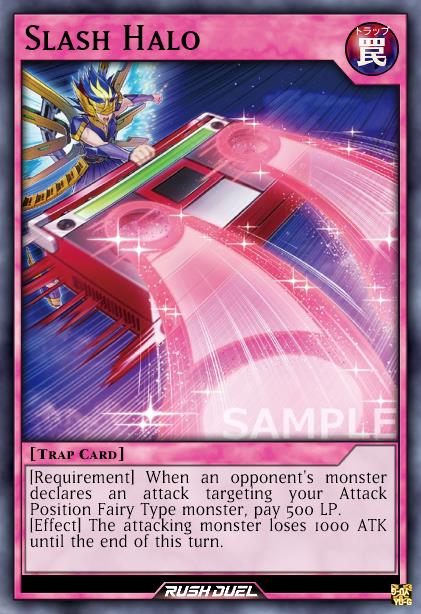 Slash Halo
トラップ
罠
SAMPLE
[Trap Card]
[Requirement] When an opponent's monster
declares an attack targeting your Attack
Position Fairy Type monster, pay 500 LP.
[Effect] The attacking monster loses 1000 ATK
until the end of this turn.
RUSH DUEL